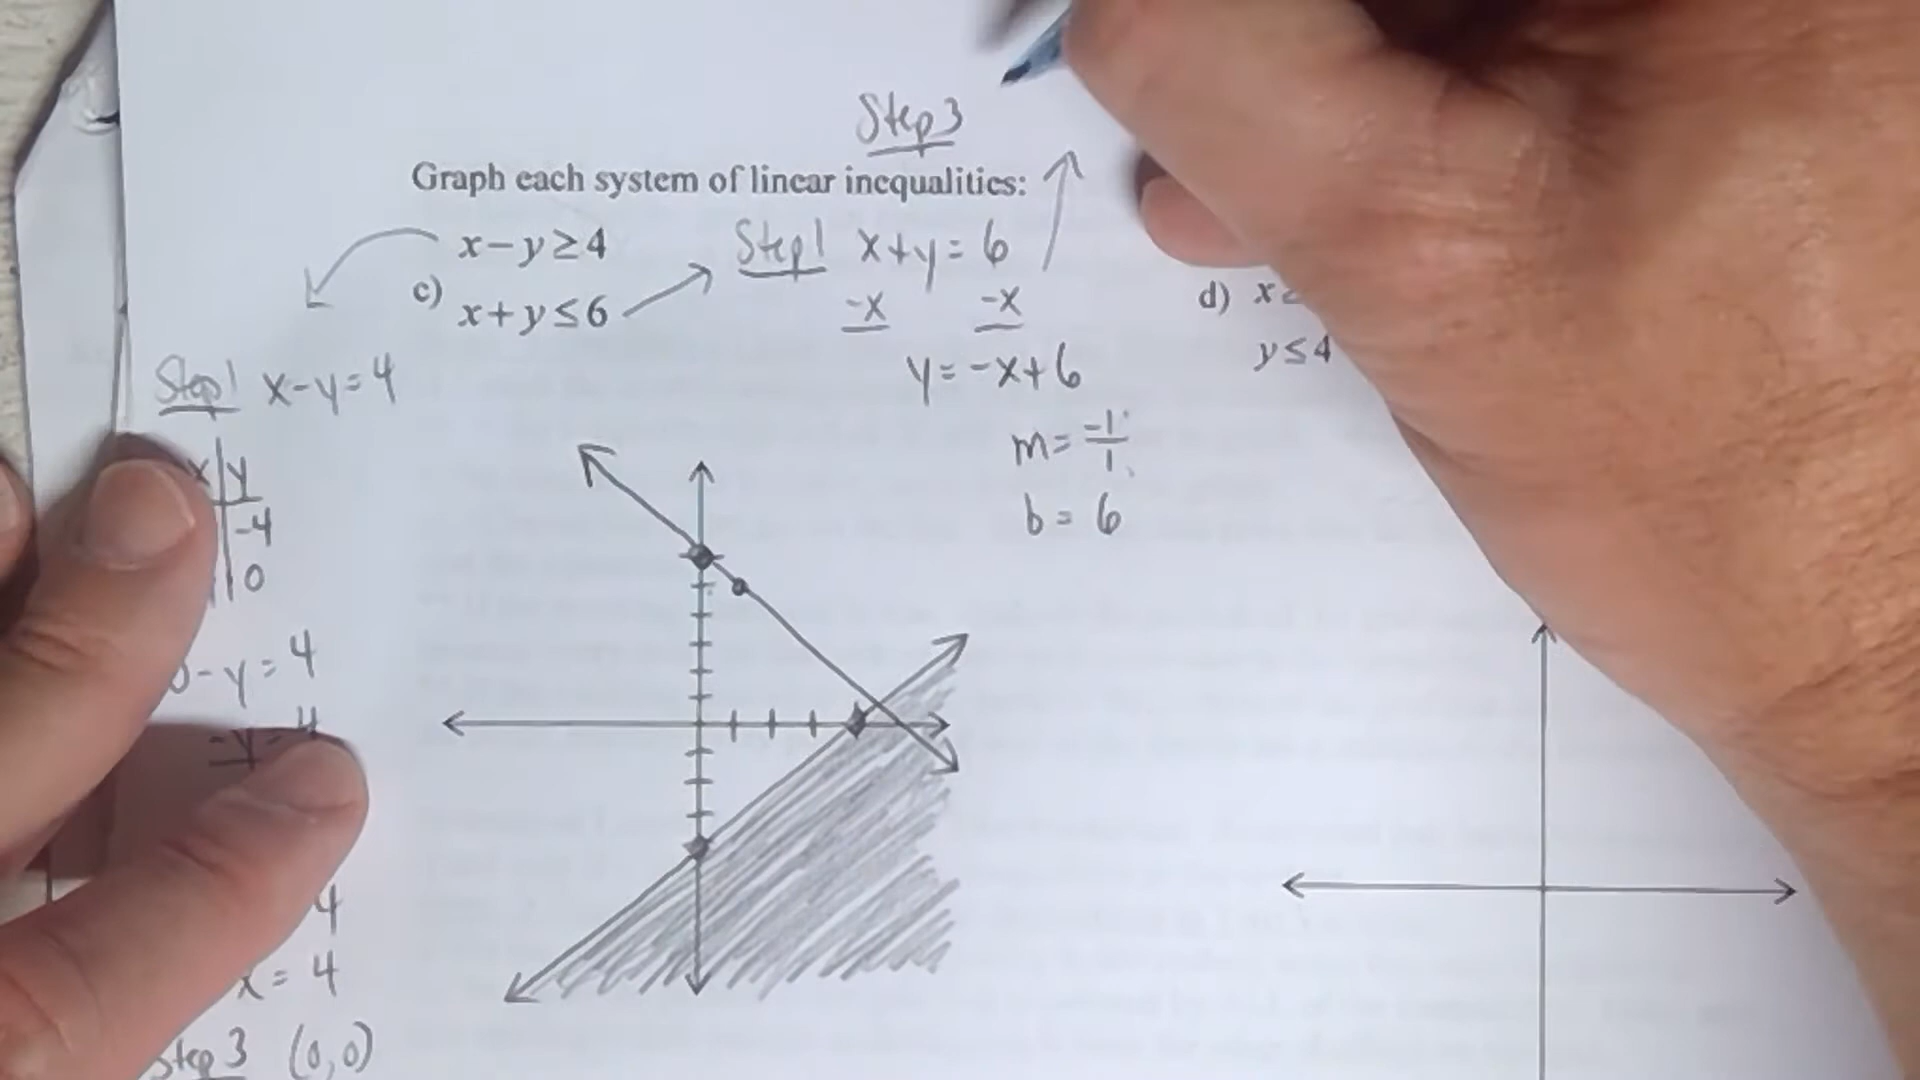 Step 3
Graph each system of linear inequalities:
c) x-y≥4
x+y≤6
Step 1 x+y=6
-x -x
y=-x+6
m=-1/1
b=6
d) x≥
y≤4
Step 1 x-y=4
x|y
|-4
|0
-y=4
4
x=4
Step 3 (0,0)